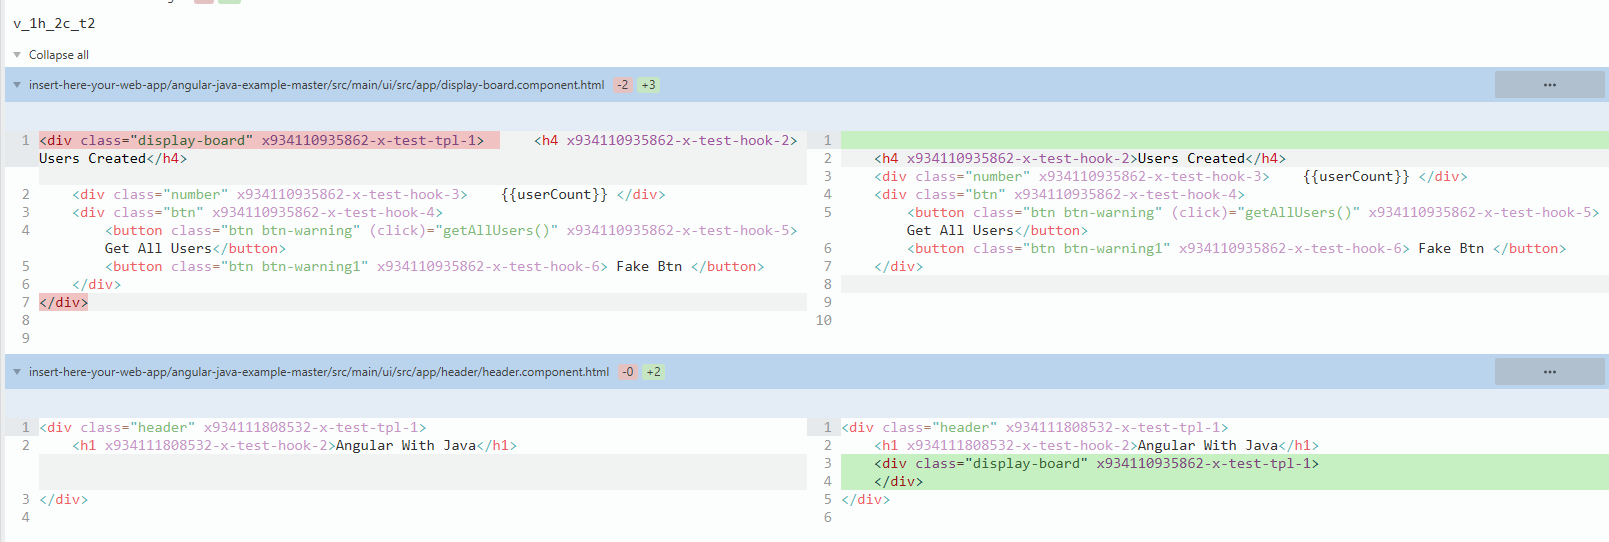 v_1h_2c_t2
Collapse all
insert-here-your-web-app/angular-java-example-master/src/main/ui/src/app/display-board.component.html -2 +3 •••
1 <div class="display-board" x934110935862-x-test-tpl-1> <h4 x934110935862-x-test-hook-2>
Users Created</h4>
2 <div class="number" x934110935862-x-test-hook-3> {{userCount}} </div>
3 <div class="btn" x934110935862-x-test-hook-4>
4 <button class="btn btn-warning" (click)="getAllUsers()" x934110935862-x-test-hook-5>
Get All Users</button>
5 <button class="btn btn-warning1" x934110935862-x-test-hook-6> Fake Btn </button>
6 </div>
7 </div>
8
9
1
2 <h4 x934110935862-x-test-hook-2>Users Created</h4>
3 <div class="number" x934110935862-x-test-hook-3> {{userCount}} </div>
4 <div class="btn" x934110935862-x-test-hook-4>
5 <button class="btn btn-warning" (click)="getAllUsers()" x934110935862-x-test-hook-5>
Get All Users</button>
6 <button class="btn btn-warning1" x934110935862-x-test-hook-6> Fake Btn </button>
7 </div>
8
9
10
insert-here-your-web-app/angular-java-example-master/src/main/ui/src/app/header/header.component.html -0 +2 •••
1 <div class="header" x934111808532-x-test-tpl-1>
2 <h1 x934111808532-x-test-hook-2>Angular With Java</h1>
3 </div>
4
1 <div class="header" x934111808532-x-test-tpl-1>
2 <h1 x934111808532-x-test-hook-2>Angular With Java</h1>
3 <div class="display-board" x934110935862-x-test-tpl-1>
4 </div>
5 </div>
6